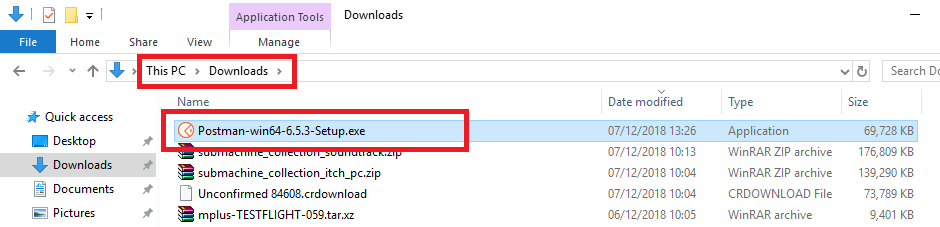 Application Tools Downloads
File Home Share View Manage
This PC > Downloads > Search Do
Name Date modified Type Size
Quick access
Postman-win64-6.5.3-Setup.exe 07/12/2018 13:26 Application 69,728 KB
Desktop
submachine_collection_soundtrack.zip 07/12/2018 10:13 WinRAR ZIP archive 176,809 KB
Downloads
submachine_collection_itch_pc.zip 07/12/2018 10:04 WinRAR ZIP archive 139,290 KB
Documents
Unconfirmed 84608.crdownload 07/12/2018 10:04 CRDOWNLOAD File 73,789 KB
Pictures
mplus-TESTFLIGHT-059.tar.xz 06/12/2018 10:05 WinRAR archive 9,401 KB